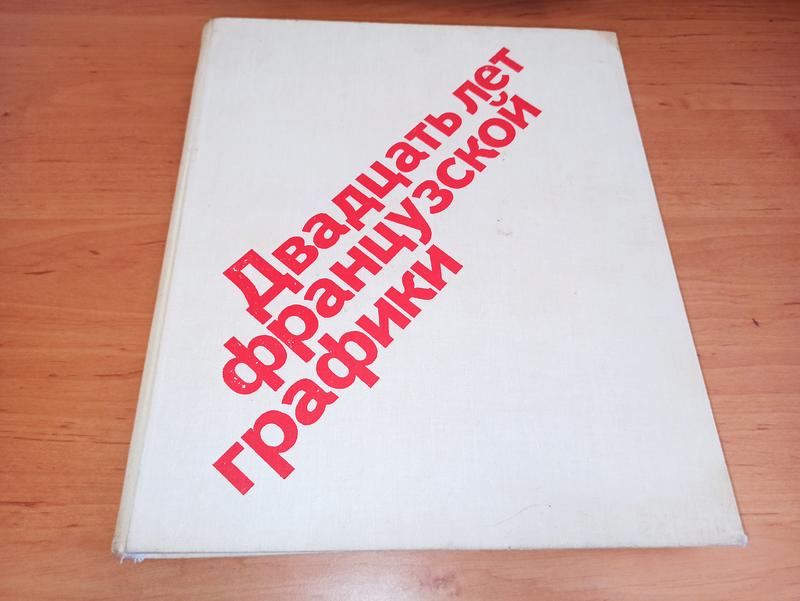 Двадцать лет
французской
графики